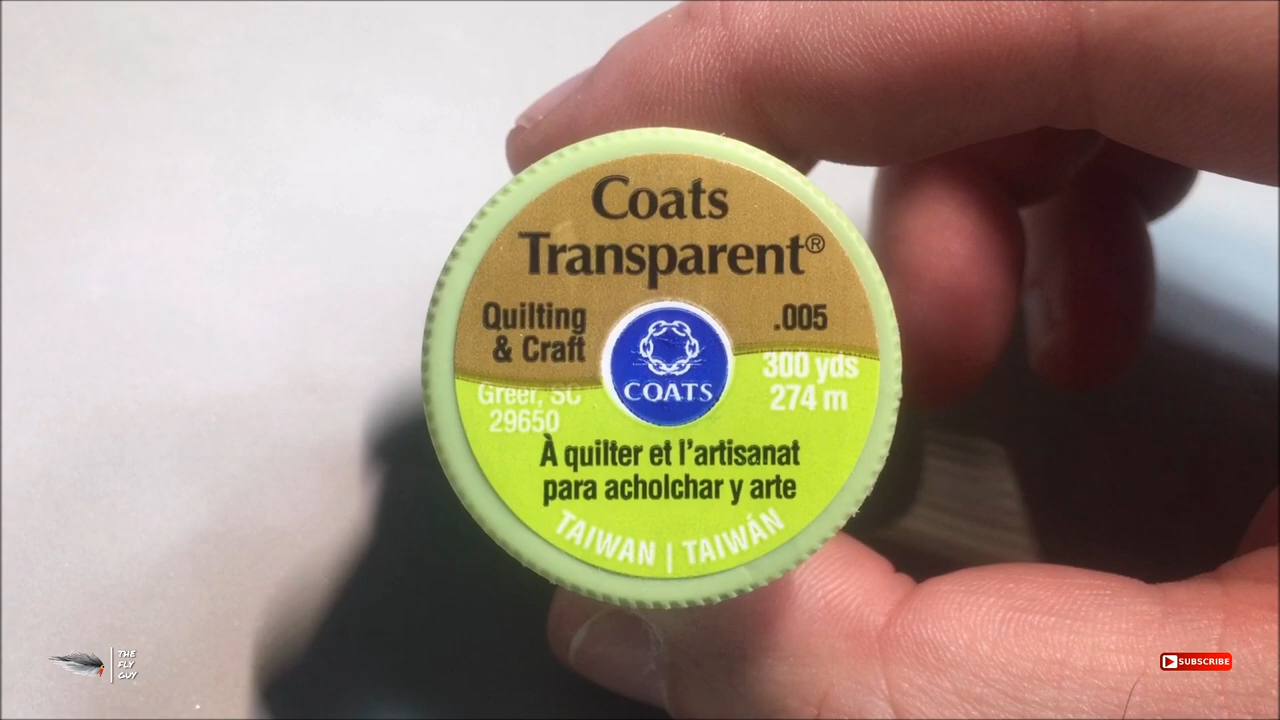 Coats
Transparent®
Quilting
& Craft
.005
Greer, SC
29650
300 yds
274 m
COATS
À quilter et l'artisanat
para acholchar y arte
TAIWAN | TAIWÁN
THE
FLY
GUY
SUBSCRIBE